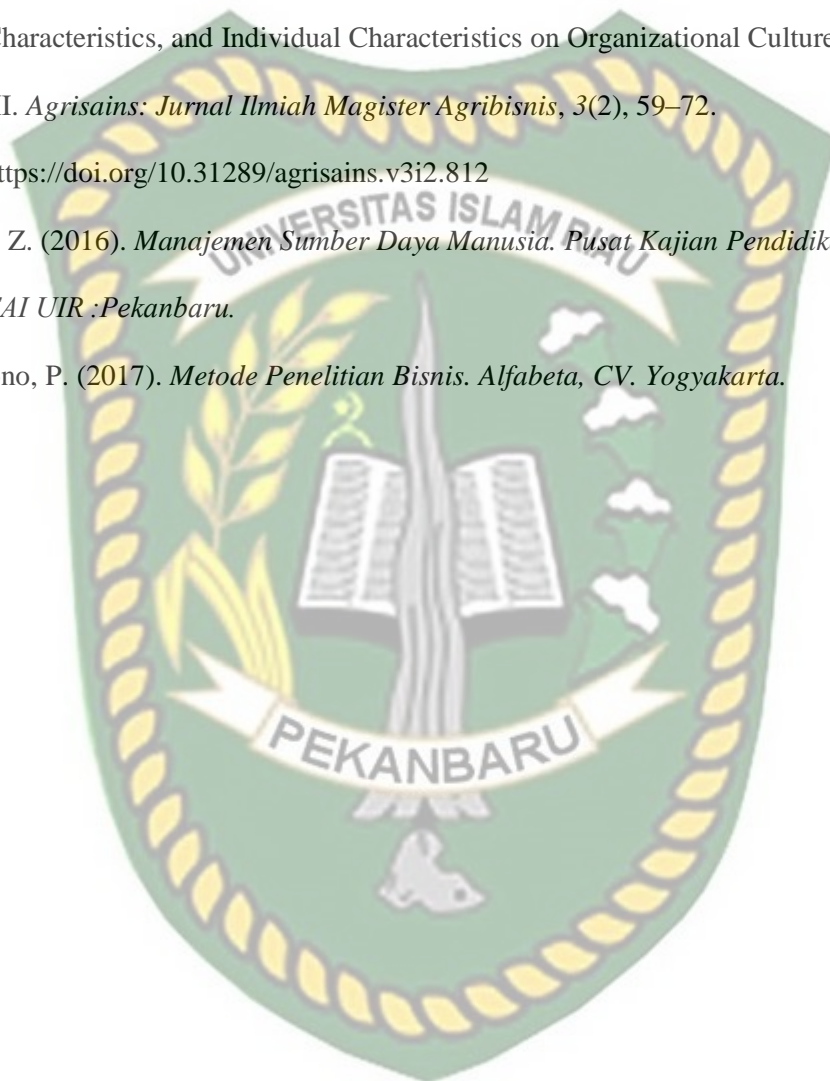 Characteristics, and Individual Characteristics on Organizational Culture
II. Agrisains: Jurnal Ilmiah Magister Agribisnis, 3(2), 59–72.
ttps://doi.org/10.31289/agrisains.v3i2.812
UNIVERSITAS ISLAM RIAU
Z. (2016). Manajemen Sumber Daya Manusia. Pusat Kajian Pendidik
AI UIR :Pekanbaru.
no, P. (2017). Metode Penelitian Bisnis. Alfabeta, CV. Yogyakarta.
PEKANBARU